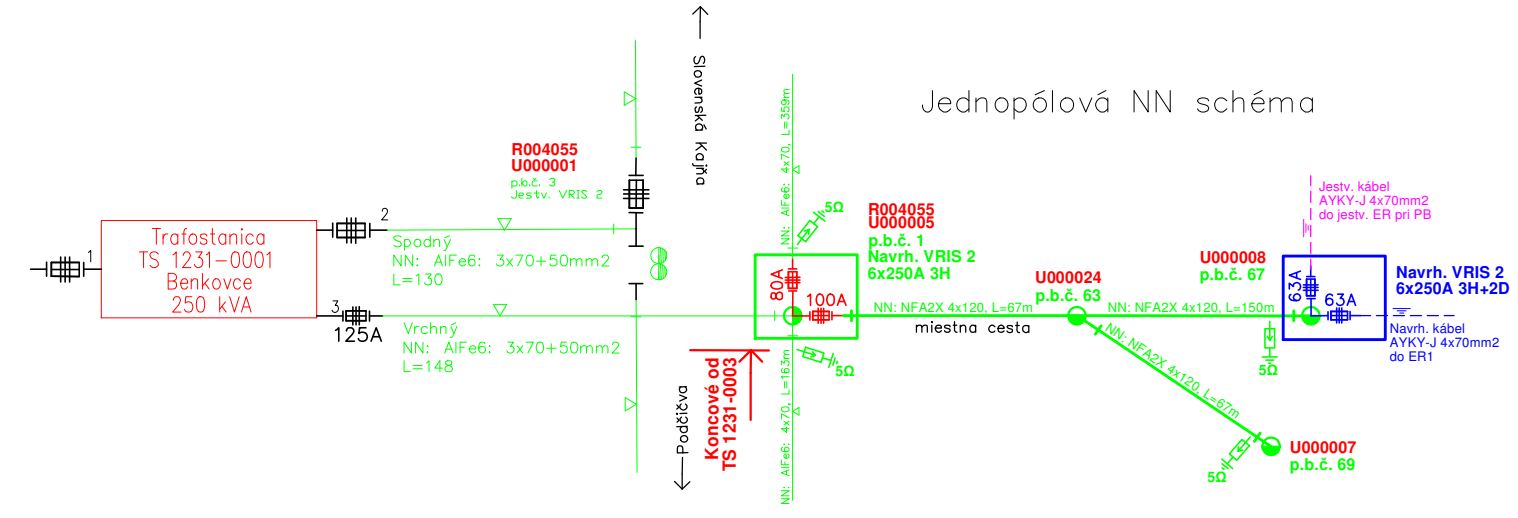 Jednopólová NN schéma
Slovenská Kajňa
1
Trafostanica
TS 1231-0001
Benkovce
250 kVA
2
Spodný
NN: AlFe6: 3x70+50mm2
L=130
3
125A
Vrchný
NN: AlFe6: 3x70+50mm2
L=148
R004055
U000001
p.b.č. 3
Jestv. VRIS 2
Podčičva
Koncové od
TS 1231-0003
NN: AlFe6: 4x70, L=359m
5Ω
R004055
U000005
p.b.č. 1
Navrh. VRIS 2
6x250A 3H
80A
100A
5Ω
NN: AlFe6: 4x70, L=163m
NN: NFA2X 4x120, L=67m
miestna cesta
U000024
p.b.č. 63
NN: NFA2X 4x120, L=150m
NN: NFA2X 4x120, L=67m
U000008
p.b.č. 67
5Ω
Jestv. kábel
AYKY-J 4x70mm2
do jestv. ER pri PB
63A
63A
Navrh. VRIS 2
6x250A 3H+2D
Navrh. kábel
AYKY-J 4x70mm2
do ER1
5Ω
U000007
p.b.č. 69